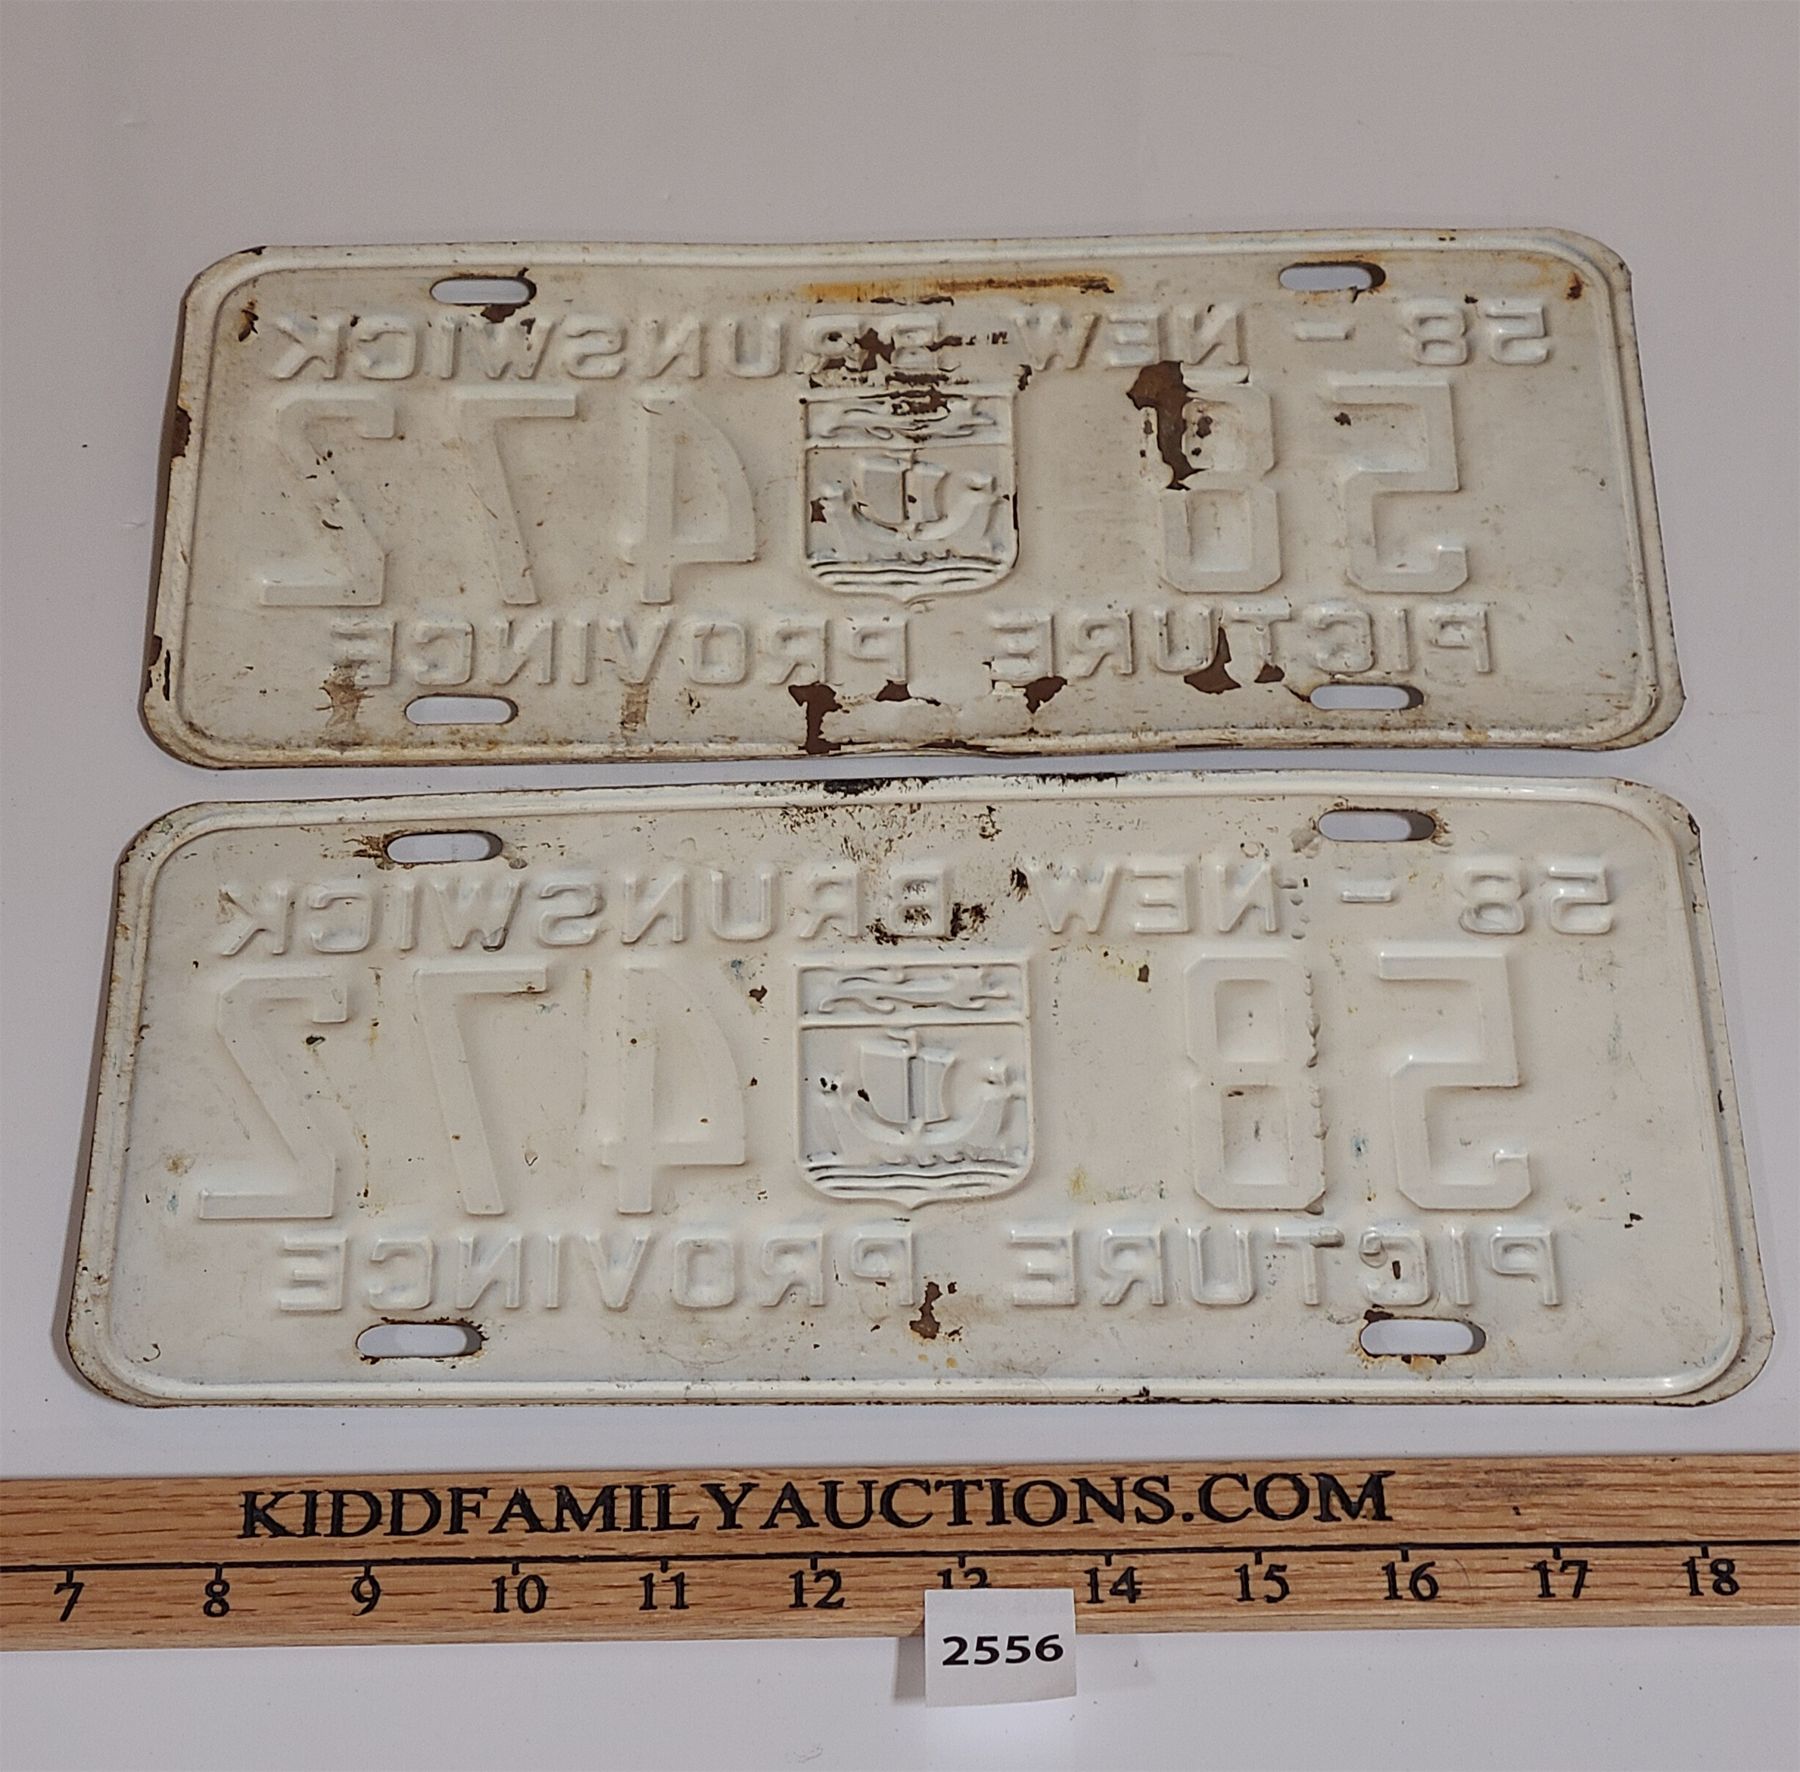 58 - NEW BRUNSWICK
58 472
PICTURE PROVINCE
58 - NEW BRUNSWICK
58 472
PICTURE PROVINCE
KIDDFAMILYAUCTIONS.COM
7 8 9 10 11 12 13 14 15 16 17 18
2556